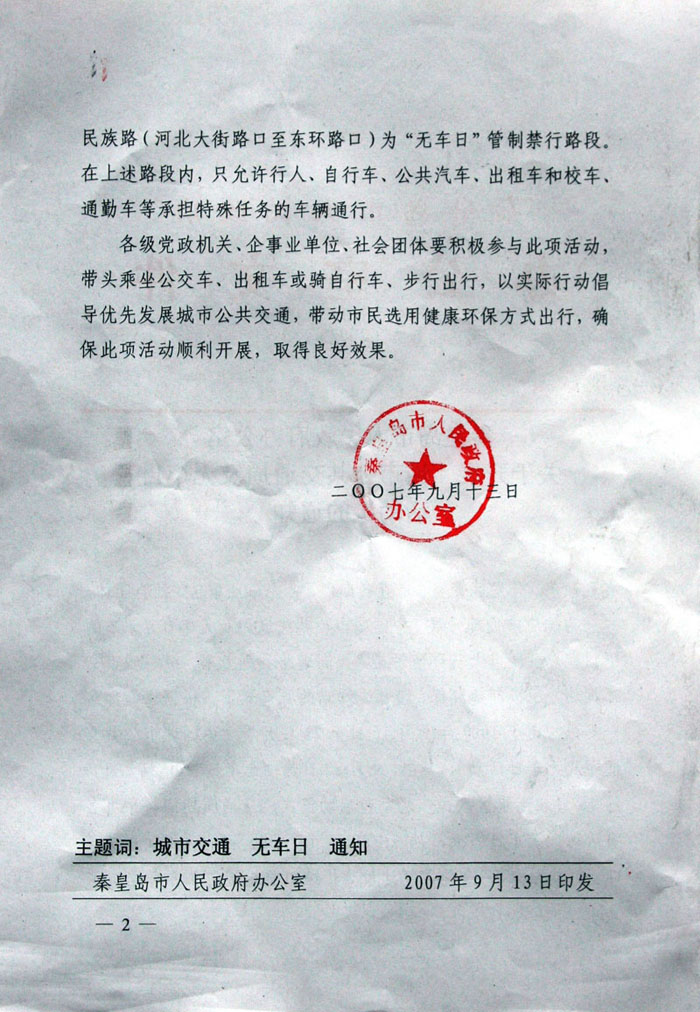 民族路(河北大街路口至东环路口)为“无车日”管制禁行路段。
在上述路段内，只允许行人、自行车、公共汽车、出租车和校车、
通勤车等承担特殊任务的车辆通行。
各级党政机关、企事业单位、社会团体要积极参与此项活动，
带头乘坐公交车、出租车或骑自行车、步行出行，以实际行动倡
导优先发展城市公共交通，带动市民选用健康环保方式出行，确
保此项活动顺利开展，取得良好效果。
秦皇岛市人民政府
二〇〇七年九月十三日
办公室
主题词：城市交通 无车日 通知
秦皇岛市人民政府办公室 2007年9月13日印发
— 2 —